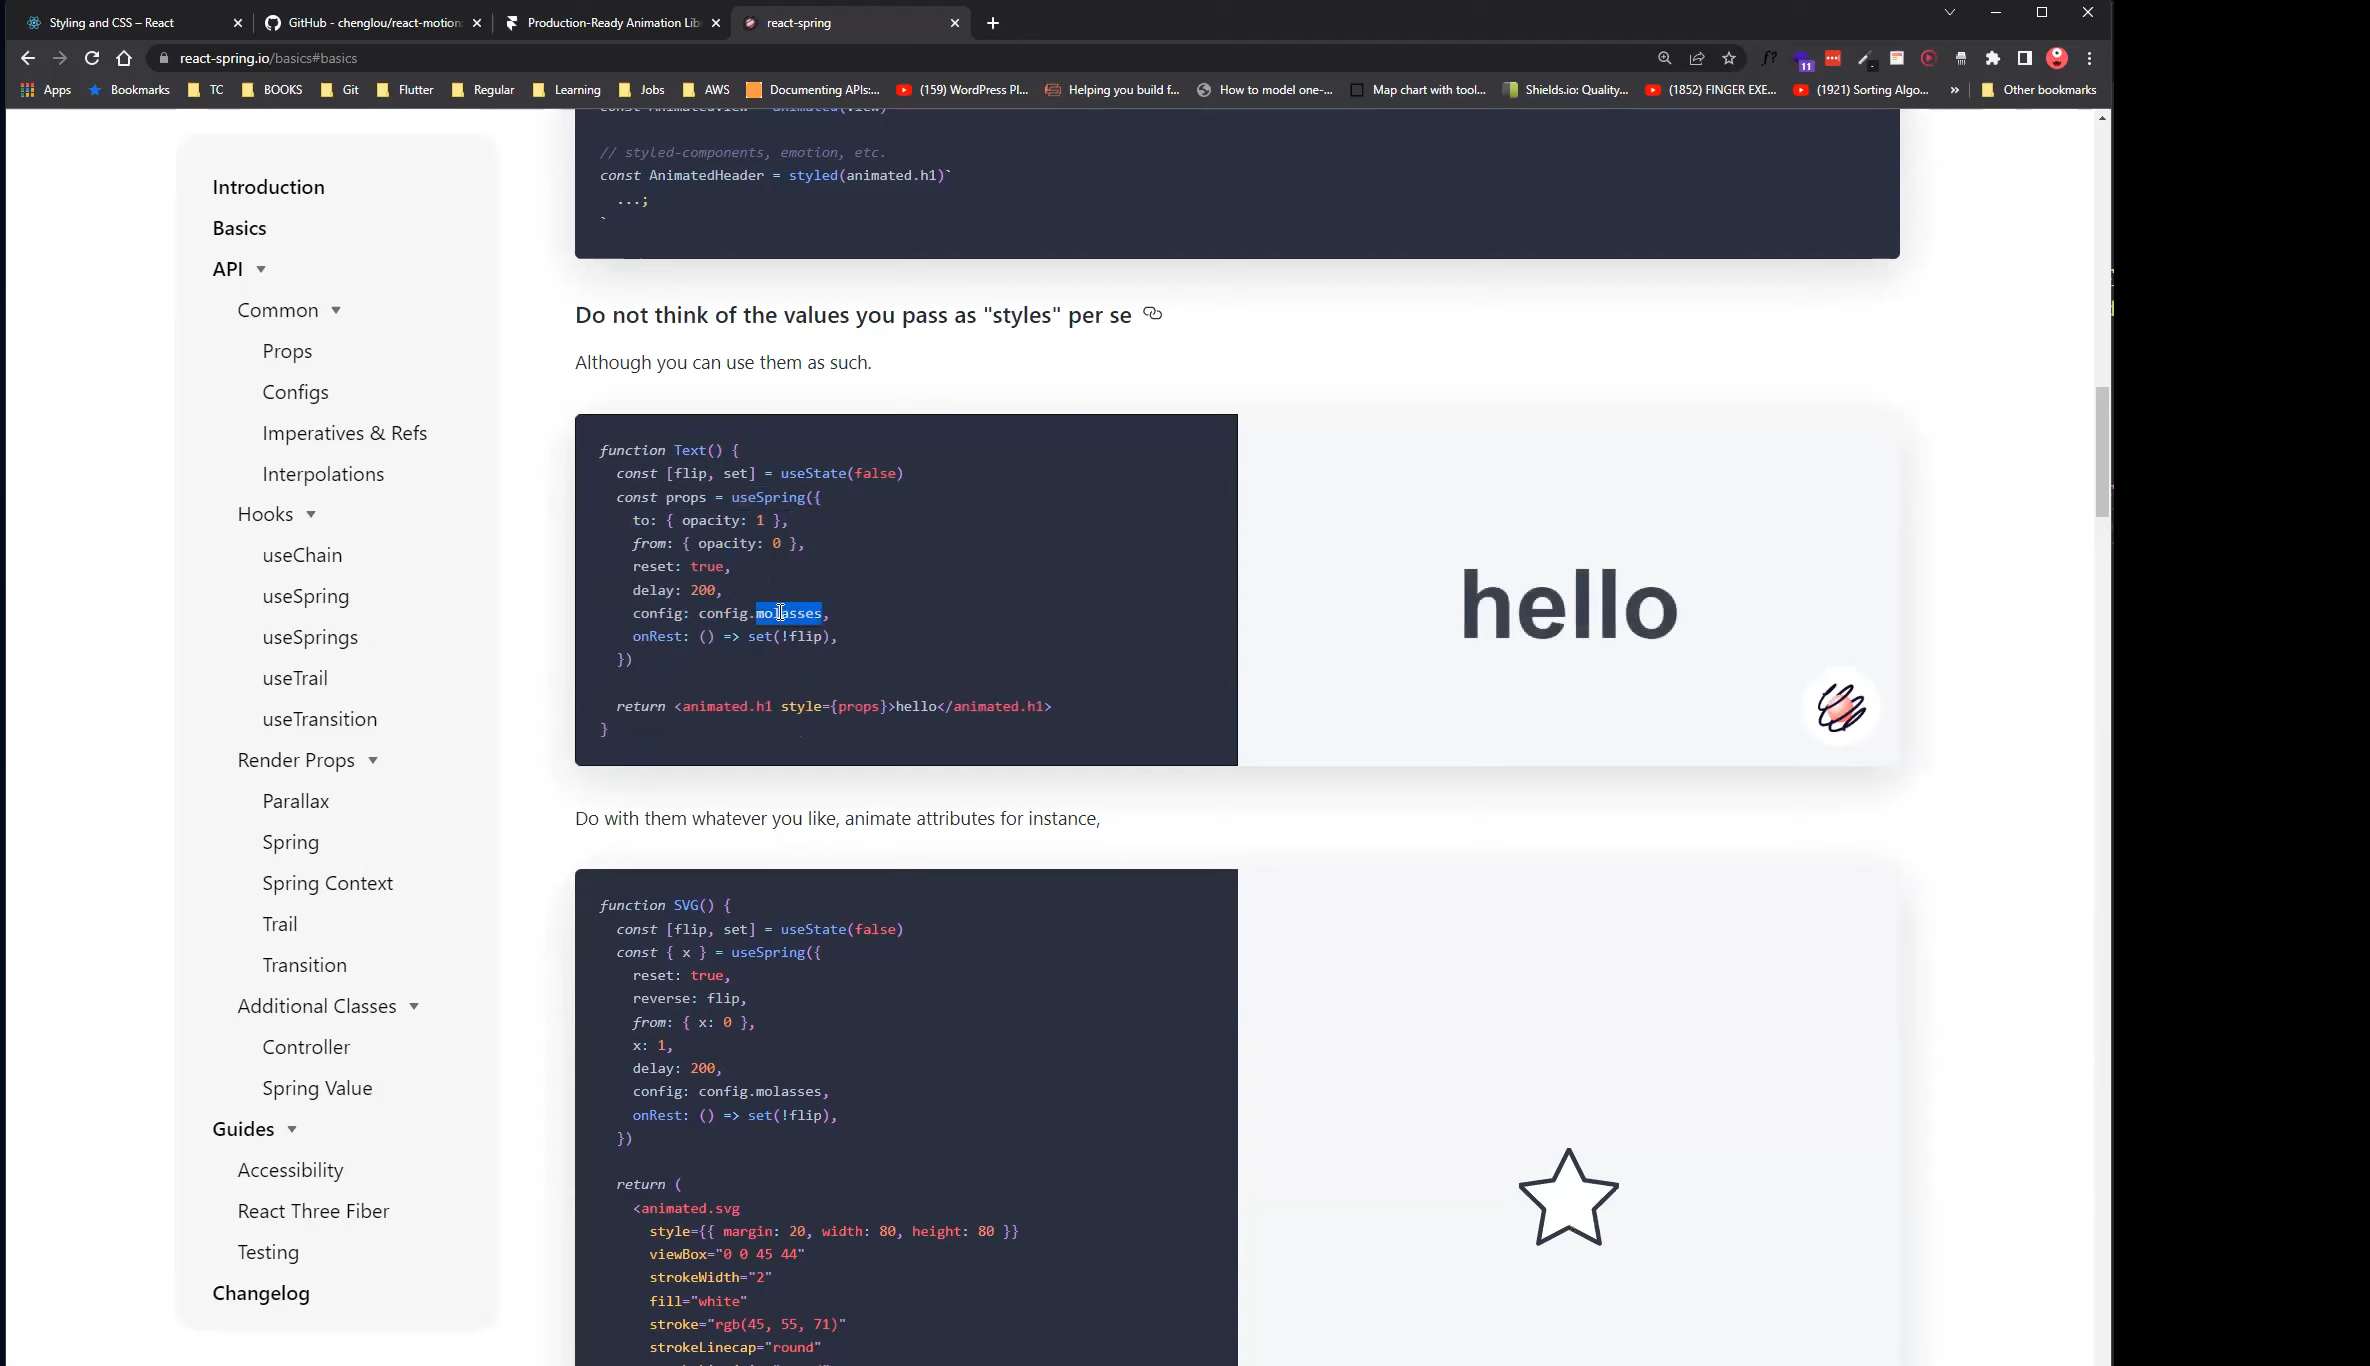 Styling and CSS – React
GitHub - chenglou/react-motion:
Production-Ready Animation Lib
react-spring
react-spring.io/basics#basics
f?
11
Apps
Bookmarks
TC
BOOKS
Git
Flutter
Regular
Learning
Jobs
AWS
Documenting APIs:...
(159) WordPress Pl...
Helping you build f...
How to model one-...
Map chart with tool...
Shields.io: Quality...
(1852) FINGER EXE...
(1921) Sorting Algo...
»
Other bookmarks
Introduction
Basics
API
Common
Props
Configs
Imperatives & Refs
Interpolations
Hooks
useChain
useSpring
useSprings
useTrail
useTransition
Render Props
Parallax
Spring
Spring Context
Trail
Transition
Additional Classes
Controller
Spring Value
Guides
Accessibility
React Three Fiber
Testing
Changelog
const AnimatedView = animated(View)
// styled-components, emotion, etc.
const AnimatedHeader = styled(animated.h1)`
...;
`
Do not think of the values you pass as "styles" per se
Although you can use them as such.
function Text() {
const [flip, set] = useState(false)
const props = useSpring({
to: { opacity: 1 },
from: { opacity: 0 },
reset: true,
delay: 200,
config: config.molasses,
onRest: () => set(!flip),
})
return <animated.h1 style={props}>hello</animated.h1>
}
hello
Do with them whatever you like, animate attributes for instance,
function SVG() {
const [flip, set] = useState(false)
const { x } = useSpring({
reset: true,
reverse: flip,
from: { x: 0 },
x: 1,
delay: 200,
config: config.molasses,
onRest: () => set(!flip),
})
return (
<animated.svg
style={{ margin: 20, width: 80, height: 80 }}
viewBox="0 0 45 44"
strokeWidth="2"
fill="white"
stroke="rgb(45, 55, 71)"
strokeLinecap="round"